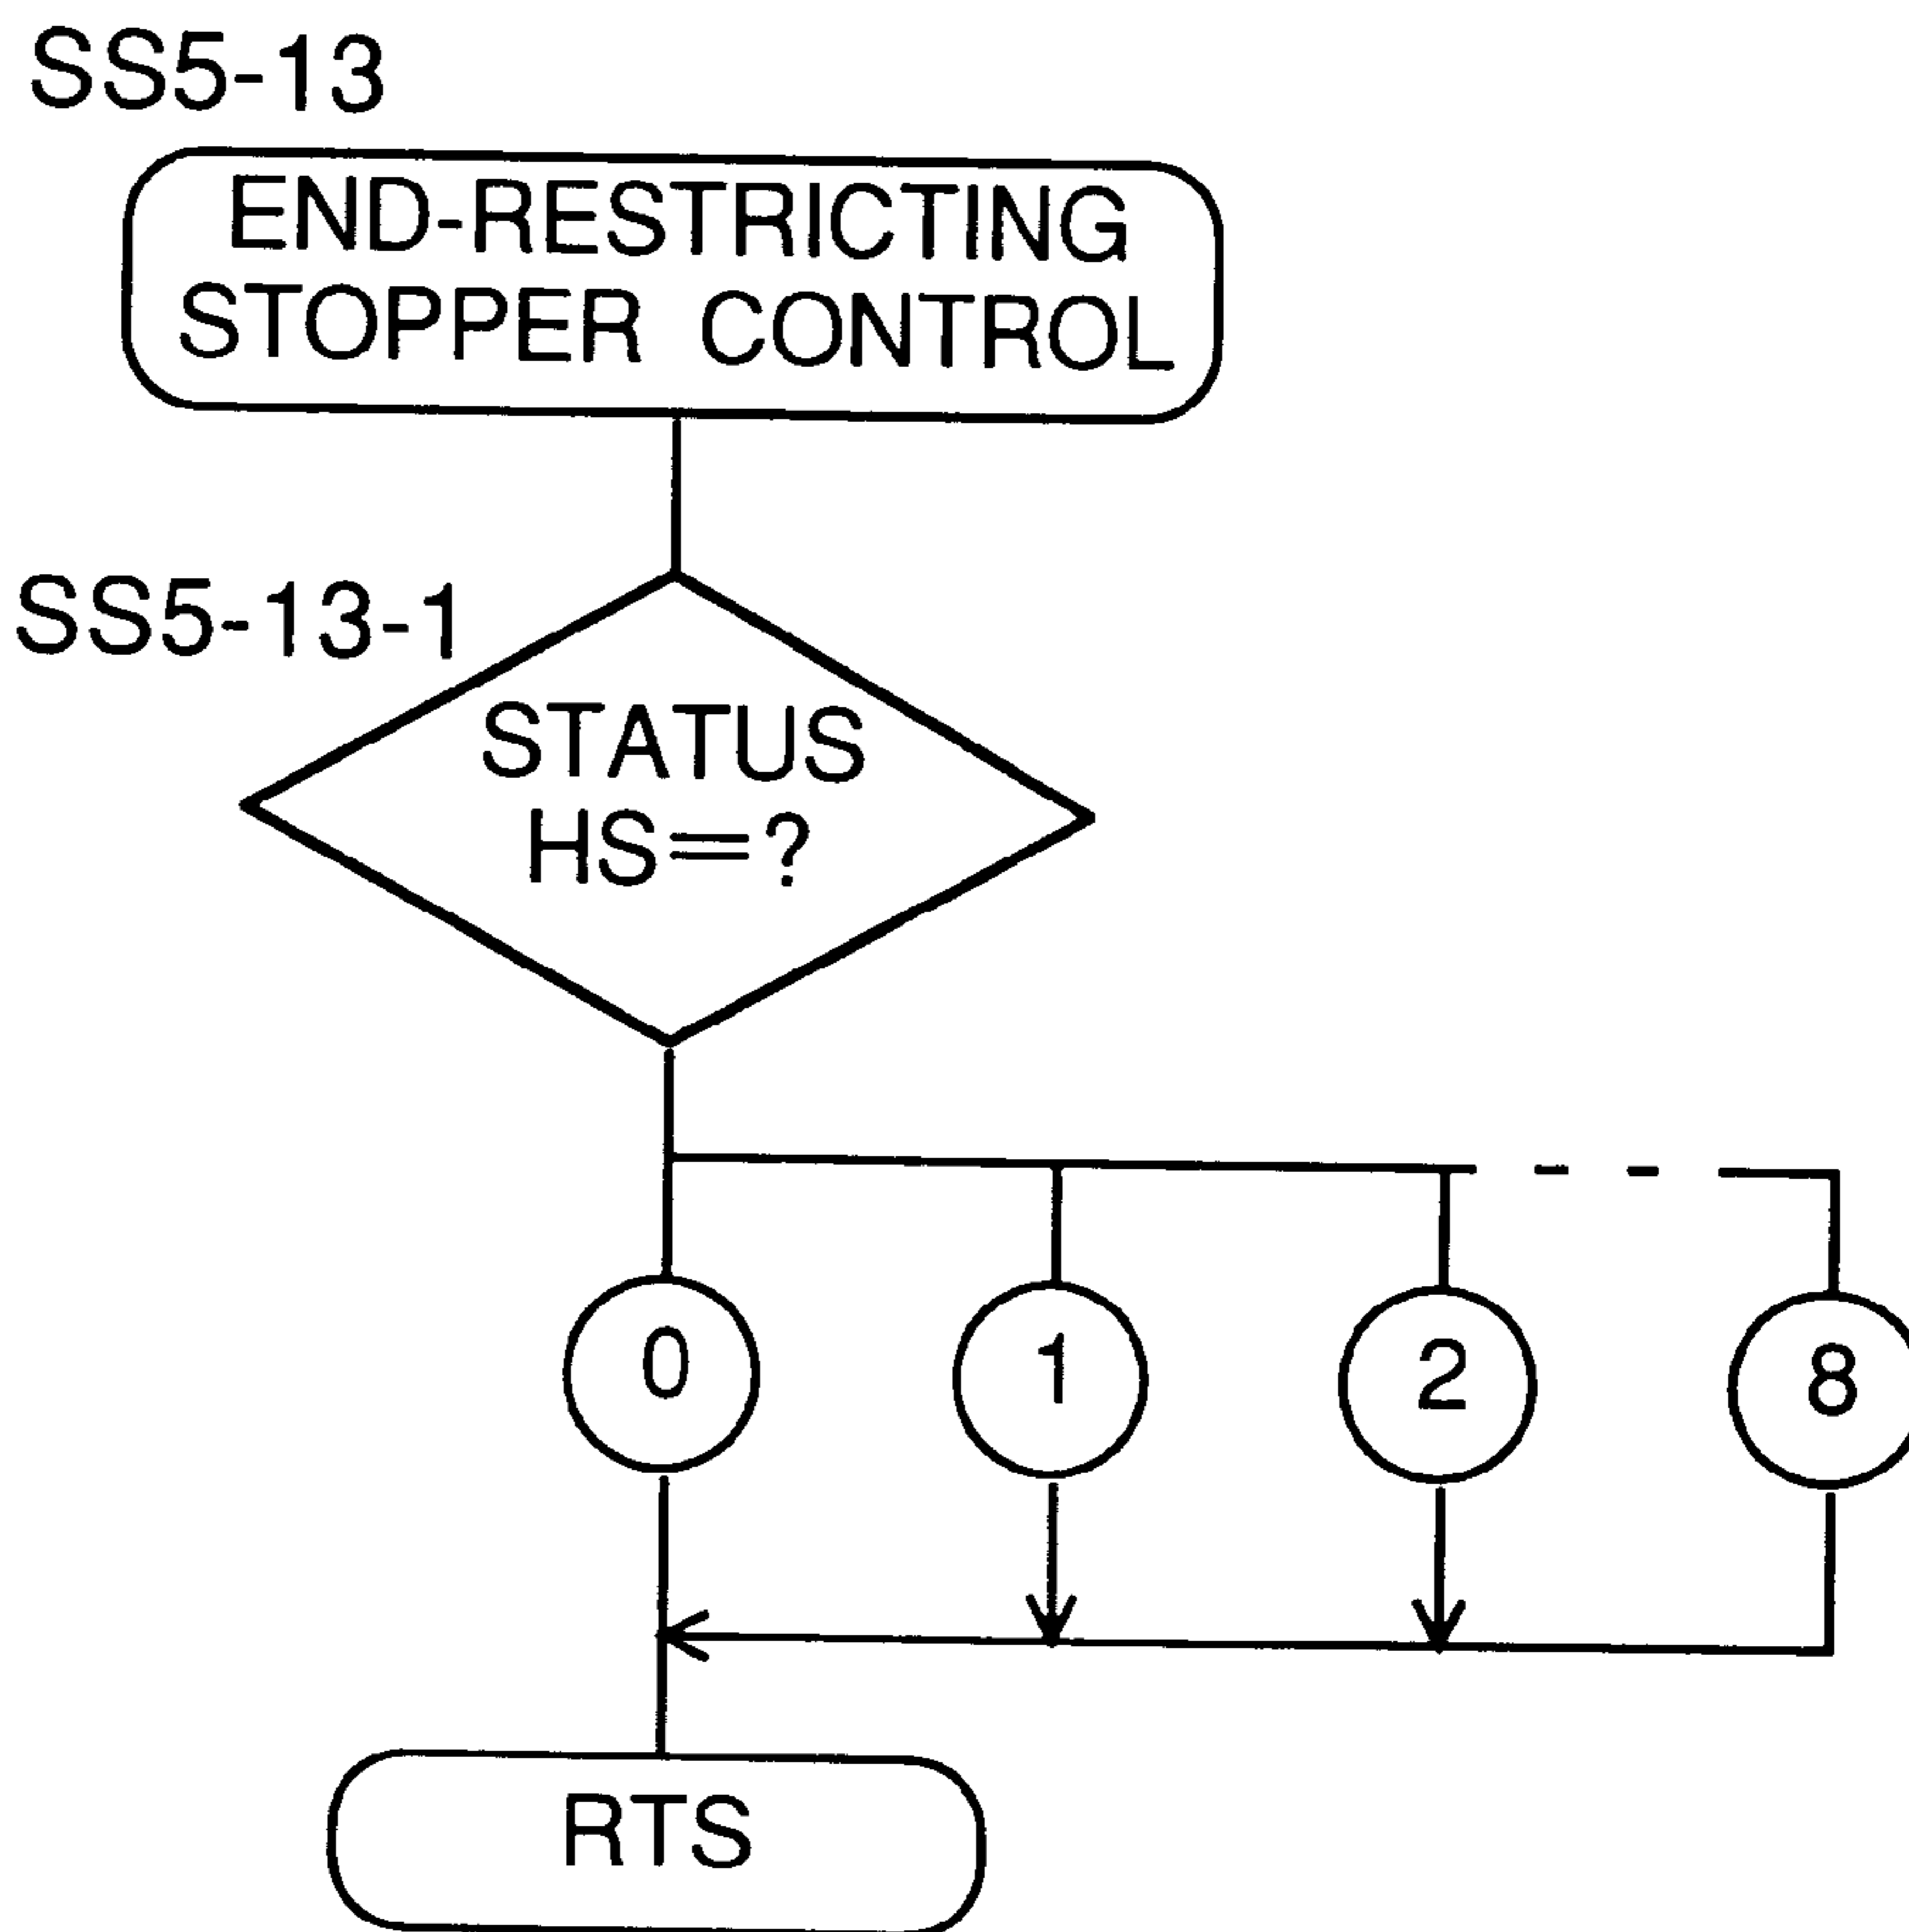 SS5-13
END-RESTRICTING
STOPPER CONTROL
SS5-13-1
STATUS
HS=?
0
1
2
8
RTS